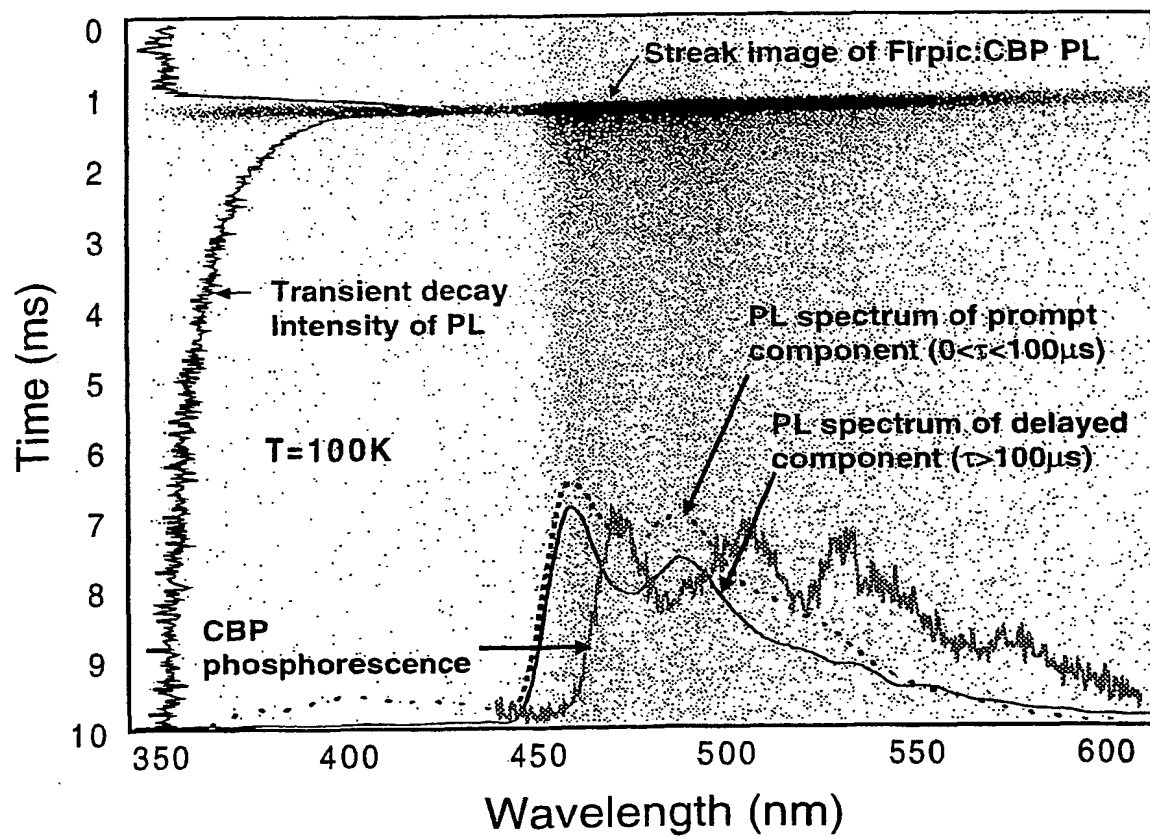 0
1
2
3
4
5
6
7
8
9
10
Time (ms)
Streak image of Firpic:CBP PL
Transient decay
Intensity of PL
PL spectrum of prompt
component (0<τ<100μs)
PL spectrum of delayed
component (τ>100μs)
T=100K
CBP
phosphorescence
350 400 450 500 550 600
Wavelength (nm)